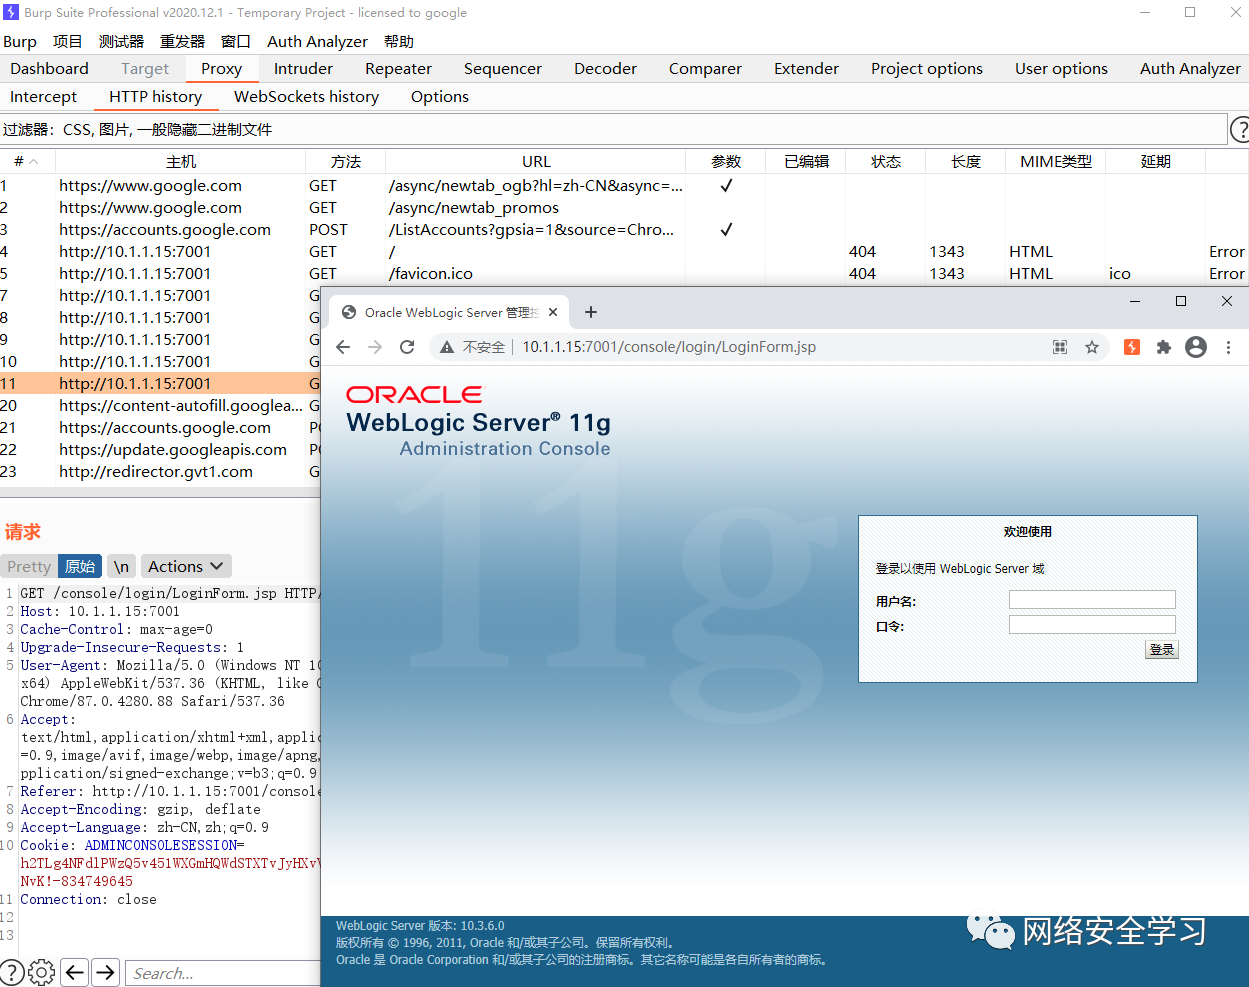 Burp Suite Professional v2020.12.1 - Temporary Project - licensed to google
Burp 项目 测试器 重发器 窗口 Auth Analyzer 帮助
Dashboard Target Proxy Intruder Repeater Sequencer Decoder Comparer Extender Project options User options Auth Analyzer
Intercept HTTP history WebSockets history Options
过滤器: CSS, 图片, 一般隐藏二进制文件
# 主机 方法 URL 参数 已编辑 状态 长度 MIME类型 延期
1 https://www.google.com GET /async/newtab_ogb?hl=zh-CN&async=... ✓
2 https://www.google.com GET /async/newtab_promos
3 https://accounts.google.com POST /ListAccounts?gpsia=1&source=Chro... ✓
4 http://10.1.1.15:7001 GET / 404 1343 HTML Error
5 http://10.1.1.15:7001 GET /favicon.ico 404 1343 HTML ico Error
7 http://10.1.1.15:7001 G
8 http://10.1.1.15:7001 G
9 http://10.1.1.15:7001 G
10 http://10.1.1.15:7001 G
11 http://10.1.1.15:7001 G
20 https://content-autofill.googlea... G
21 https://accounts.google.com PO
22 https://update.googleapis.com PO
23 http://redirector.gvt1.com G
请求
Pretty 原始 \n Actions
1 GET /console/login/LoginForm.jsp HTTP/
2 Host: 10.1.1.15:7001
3 Cache-Control: max-age=0
4 Upgrade-Insecure-Requests: 1
5 User-Agent: Mozilla/5.0 (Windows NT 10
x64) AppleWebKit/537.36 (KHTML, like G
Chrome/87.0.4280.88 Safari/537.36
6 Accept:
text/html,application/xhtml+xml,applic
=0.9,image/avif,image/webp,image/apng,
pplication/signed-exchange;v=b3;q=0.9
7 Referer: http://10.1.1.15:7001/console
8 Accept-Encoding: gzip, deflate
9 Accept-Language: zh-CN,zh;q=0.9
10 Cookie: ADMINCONSOLESESSION=
h2TLg4NFdlPWzQ5v451WXGmHQWdSTXTvJyHXvV
NvK!-834749645
11 Connection: close
12
13
Search...
Oracle WebLogic Server 管理控
不安全 10.1.1.15:7001/console/login/LoginForm.jsp
ORACLE
WebLogic Server® 11g
Administration Console
11g
欢迎使用
登录以使用 WebLogic Server 域
用户名:
口令:
登录
WebLogic Server 版本: 10.3.6.0
版权所有 © 1996, 2011, Oracle 和/或其子公司。保留所有权利。
Oracle 是 Oracle Corporation 和/或其子公司的注册商标。其它名称可能是各自所有者的商标。
网络安全学习